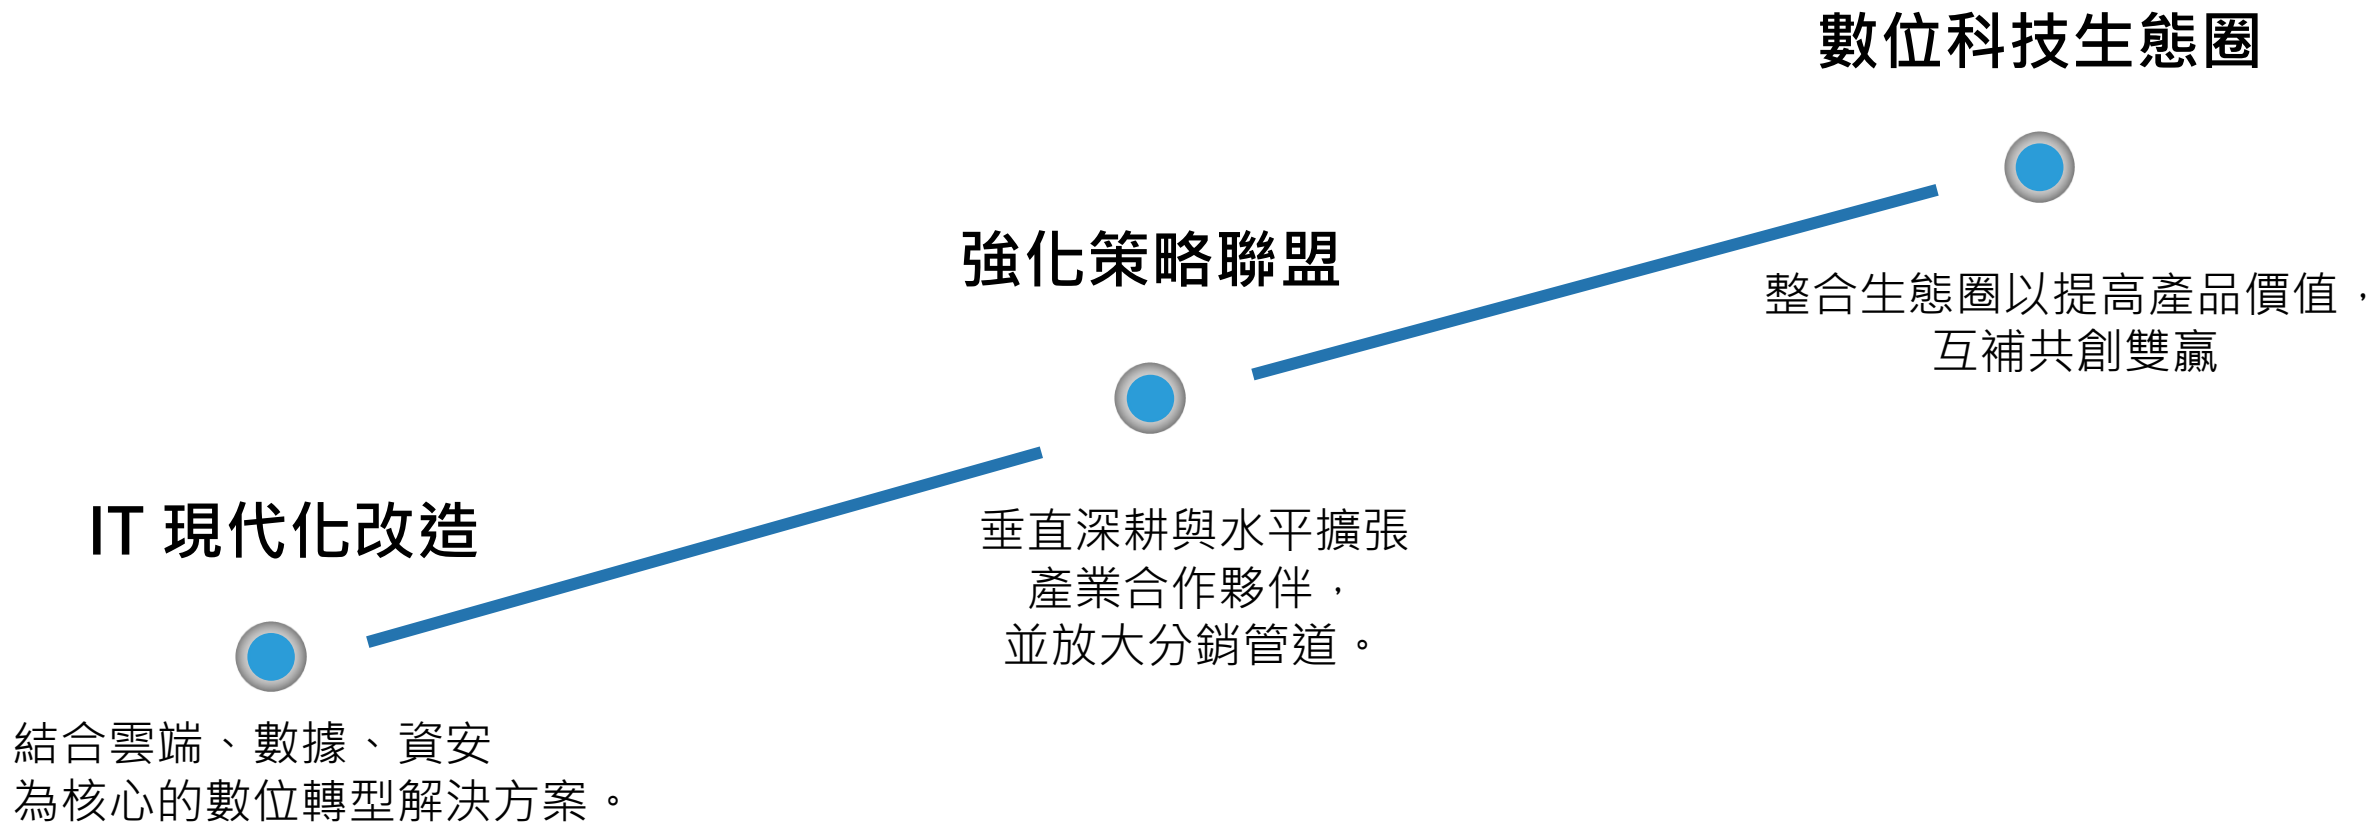 IT 現代化改造
結合雲端、數據、資安
為核心的數位轉型解決方案。
強化策略聯盟
垂直深耕與水平擴張
產業合作夥伴，
並放大分銷管道。
數位科技生態圈
整合生態圈以提高產品價值，
互補共創雙贏